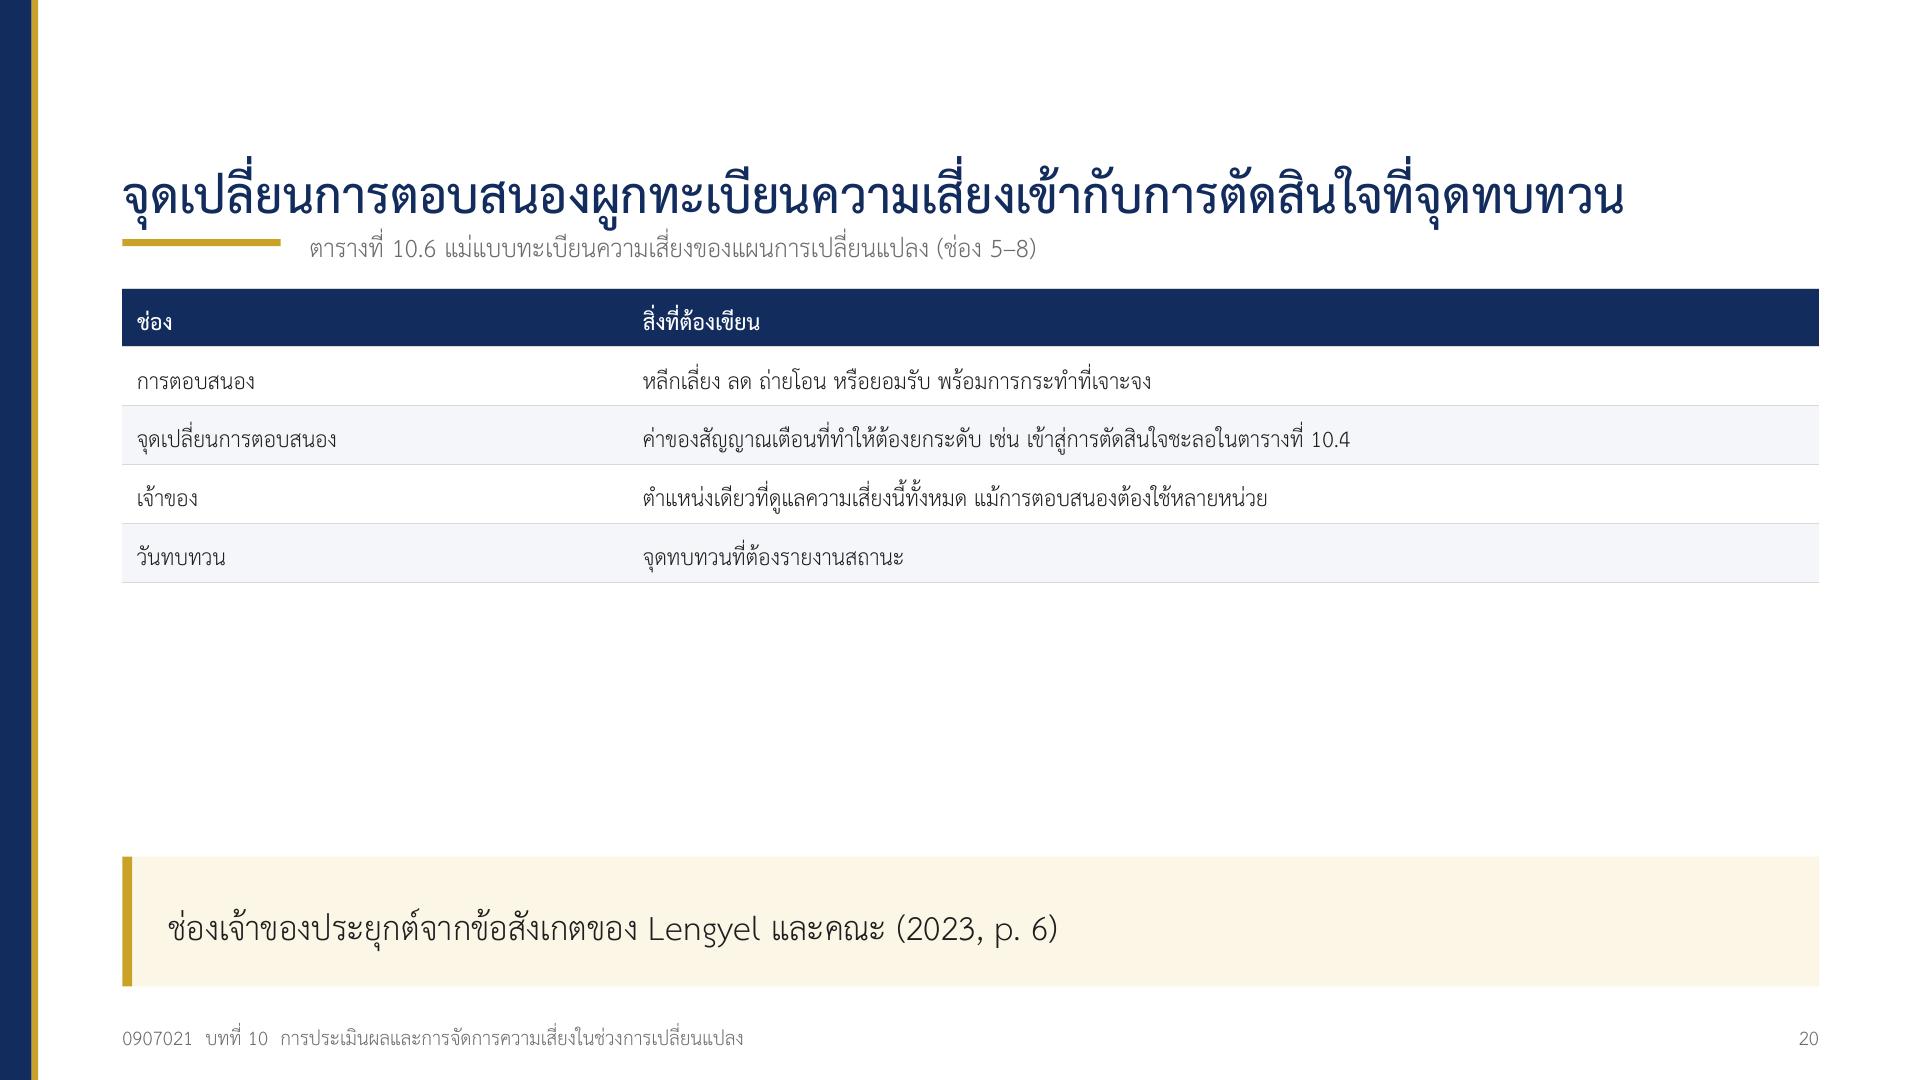 จุดเปลี่ยนการตอบสนองผูกทะเบียนความเสี่ยงเข้ากับการตัดสินใจที่จุดทบทวน
ตารางที่ 10.6 แม่แบบทะเบียนความเสี่ยงของแผนการเปลี่ยนแปลง (ช่อง 5–8)
ช่อง สิ่งที่ต้องเขียน
การตอบสนอง หลีกเลี่ยง ลด ถ่ายโอน หรือยอมรับ พร้อมการกระทำที่เจาะจง
จุดเปลี่ยนการตอบสนอง ค่าของสัญญาณเตือนที่ทำให้ต้องยกระดับ เช่น เข้าสู่การตัดสินใจชะลอในตารางที่ 10.4
เจ้าของ ตำแหน่งเดียวที่ดูแลความเสี่ยงนี้ทั้งหมด แม้การตอบสนองต้องใช้หลายหน่วย
วันทบทวน จุดทบทวนที่ต้องรายงานสถานะ
ช่องเจ้าของประยุกต์จากข้อสังเกตของ Lengyel และคณะ (2023, p. 6)
0907021 บทที่ 10 การประเมินผลและการจัดการความเสี่ยงในช่วงการเปลี่ยนแปลง 20